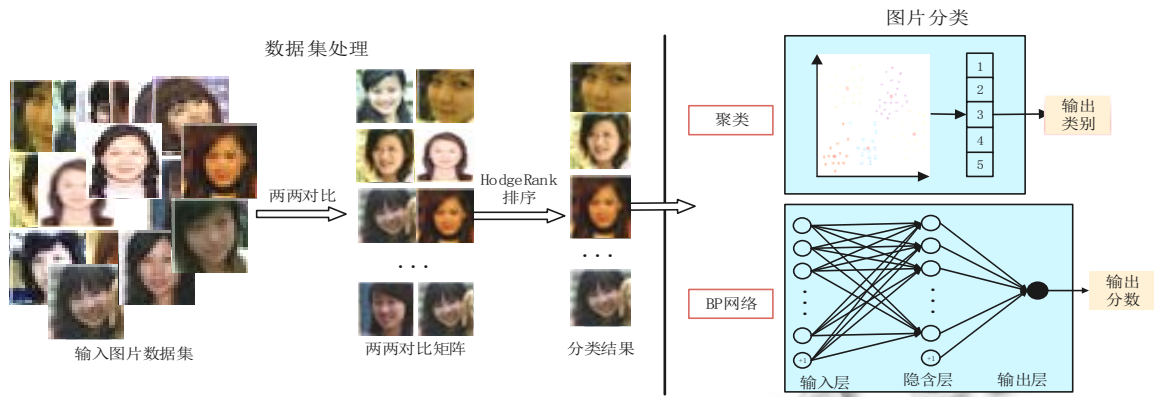 数据集处理
两两对比
HodgeRank
排序
...
...
输入图片数据集
两两对比矩阵
分类结果
图片分类
聚类
1
2
3
4
5
输出
类别
BP网络
+1
+1
输入层
隐含层
输出层
输出
分数